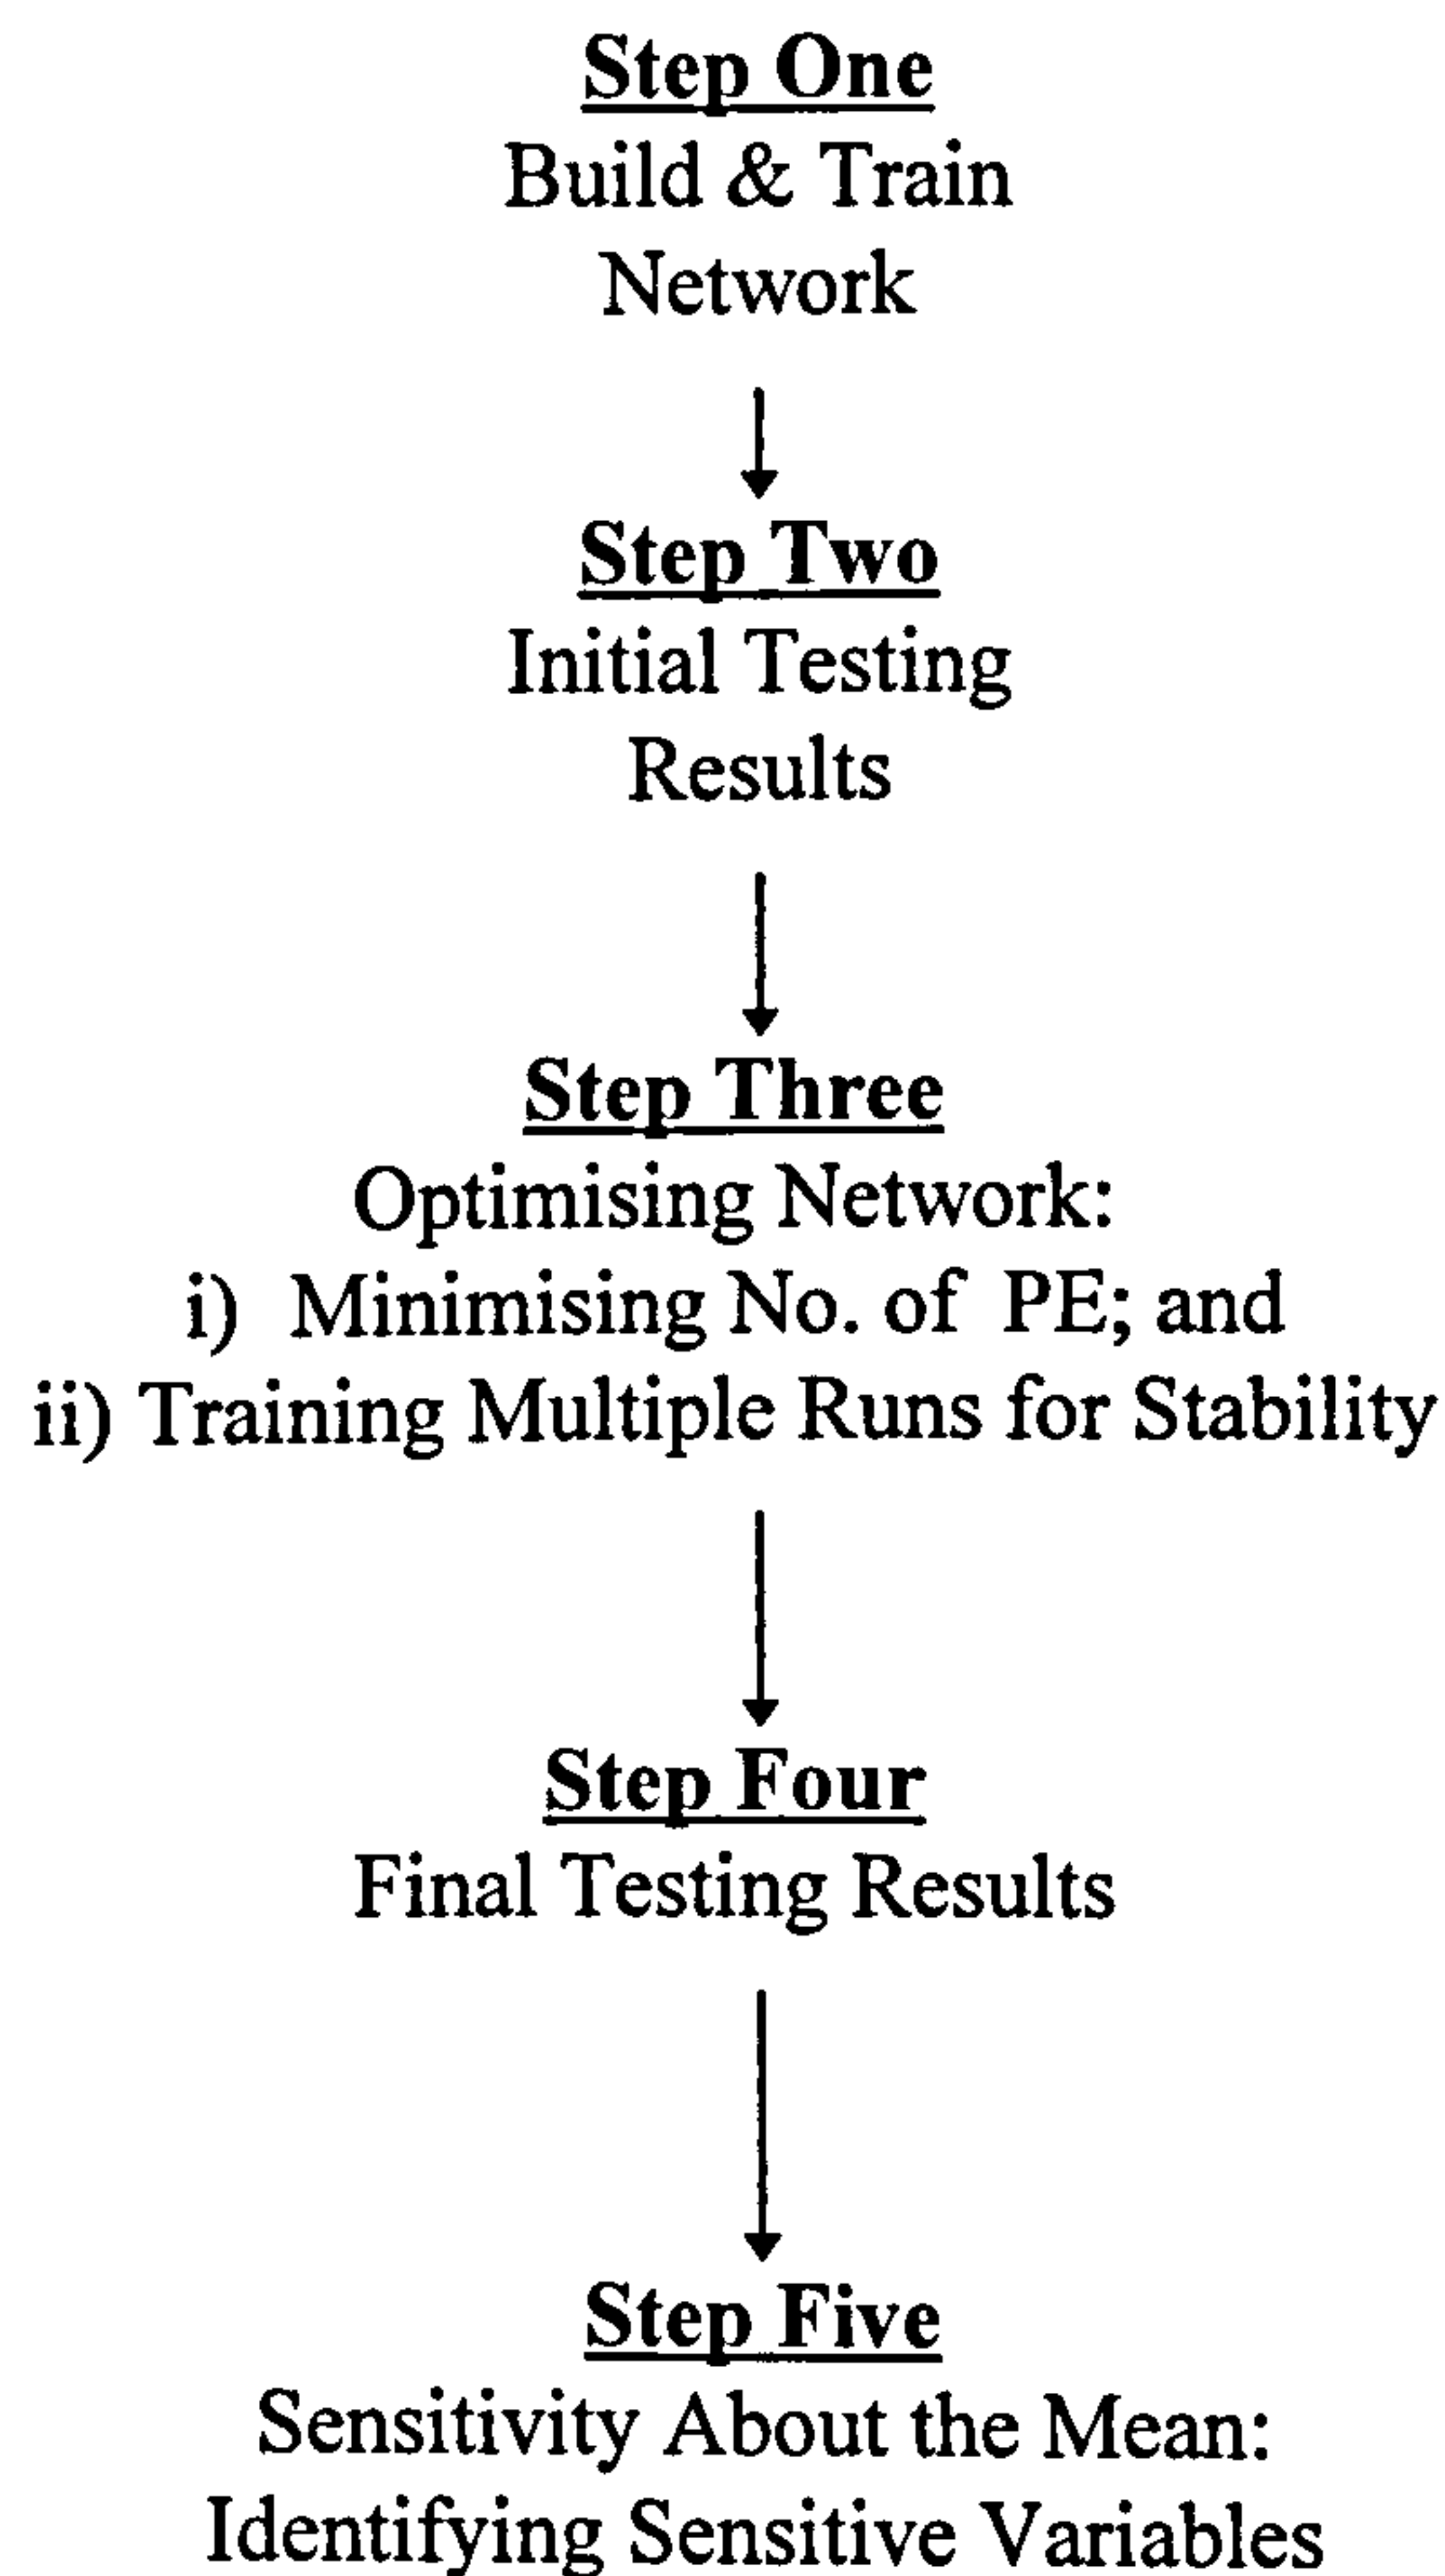 Step One
Build & Train
Network
Step Two
Initial Testing
Results
Step Three
Optimising Network:
i) Minimising No. of PE; and
ii) Training Multiple Runs for Stability
Step Four
Final Testing Results
Step Five
Sensitivity About the Mean:
Identifying Sensitive Variables